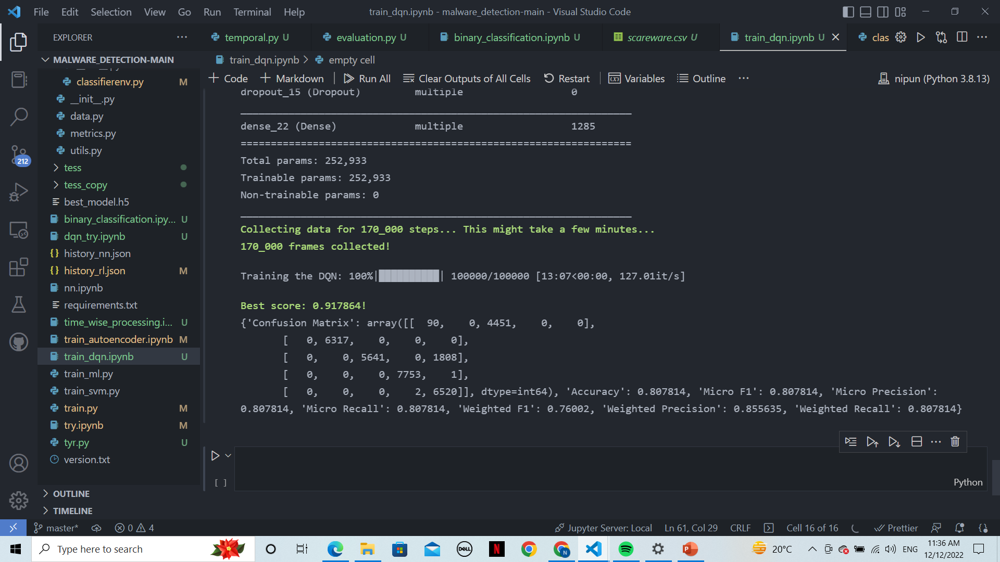 File Edit Selection View Go Run Terminal Help
train_dqn.ipynb - malware_detection-main - Visual Studio Code
EXPLORER
temporal.py U
evaluation.py U
binary_classification.ipynb U
scareware.csv U
train_dqn.ipynb U
clas
MALWARE_DETECTION-MAIN
train_dqn.ipynb > empty cell
Code Markdown Run All Clear Outputs of All Cells Restart Variables Outline
nipun (Python 3.8.13)
classifierenv.py M
__init__.py
data.py
metrics.py
utils.py
tess
tess_copy
best_model.h5
binary_classification.ipy... U
dqn_try.ipynb U
history_nn.json
history_rl.json M
nn.ipynb
requirements.txt
time_wise_processing.i... U
train_autoencoder.ipynb M
train_dqn.ipynb U
train_ml.py
train_svm.py
train.py M
try.ipynb M
tyr.py U
version.txt
OUTLINE
TIMELINE
212
dropout_15 (Dropout) multiple 0
_________________________________________________________________
dense_22 (Dense) multiple 1285
=================================================================
Total params: 252,933
Trainable params: 252,933
Non-trainable params: 0
_________________________________________________________________
Collecting data for 170_000 steps... This might take a few minutes...
170_000 frames collected!
Training the DQN: 100%|██████████| 100000/100000 [13:07<00:00, 127.01it/s]
Best score: 0.917864!
{'Confusion Matrix': array([[ 90, 0, 4451, 0, 0],
[ 0, 6317, 0, 0, 0],
[ 0, 0, 5641, 0, 1808],
[ 0, 0, 0, 7753, 1],
[ 0, 0, 0, 2, 6520]], dtype=int64), 'Accuracy': 0.807814, 'Micro F1': 0.807814, 'Micro Precision':
0.807814, 'Micro Recall': 0.807814, 'Weighted F1': 0.76002, 'Weighted Precision': 0.855635, 'Weighted Recall': 0.807814}
[ ]
Python
master* 0 4
Jupyter Server: Local Ln 61, Col 29 CRLF Cell 16 of 16 Prettier
Type here to search
DELL
N
N
P
20°C
ENG
11:36 AM
12/12/2022